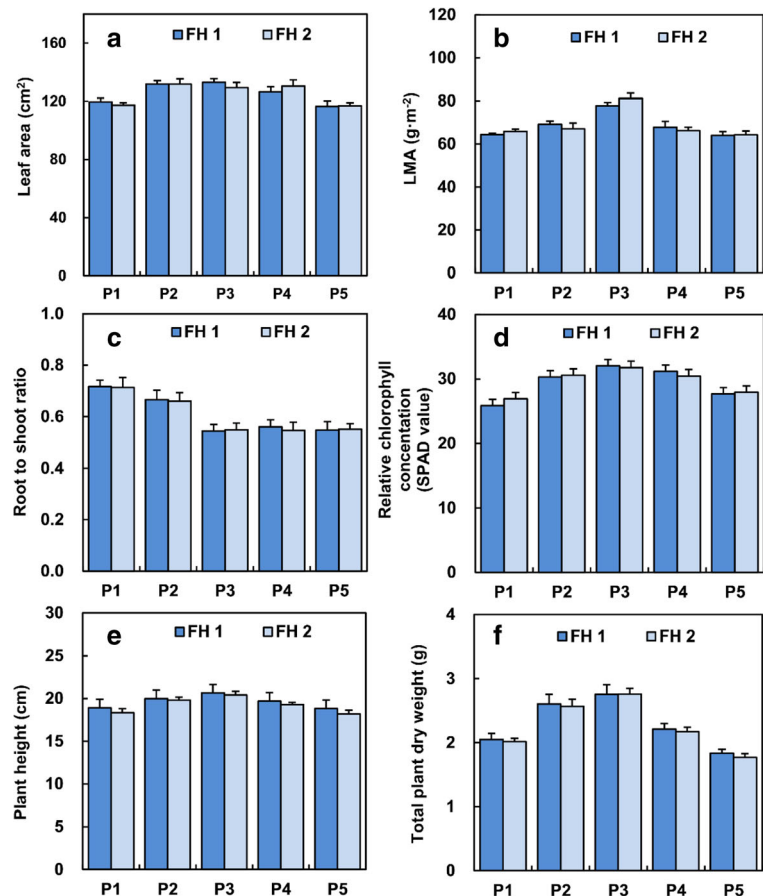 a
FH 1 FH 2
Leaf area (cm²)
160
120
80
40
0
P1 P2 P3 P4 P5
b
FH 1 FH 2
LMA (g·m⁻²)
120
100
80
60
40
20
0
P1 P2 P3 P4 P5
c
FH 1 FH 2
Root to shoot ratio
1.0
0.8
0.6
0.4
0.2
0.0
P1 P2 P3 P4 P5
d
FH 1 FH 2
Relative chlorophyll
concentation
(SPAD value)
40
30
20
10
0
P1 P2 P3 P4 P5
e
FH 1 FH 2
Plant height (cm)
30
25
20
15
10
5
0
P1 P2 P3 P4 P5
f
FH 1 FH 2
Total plant dry weight (g)
4
3
2
1
0
P1 P2 P3 P4 P5